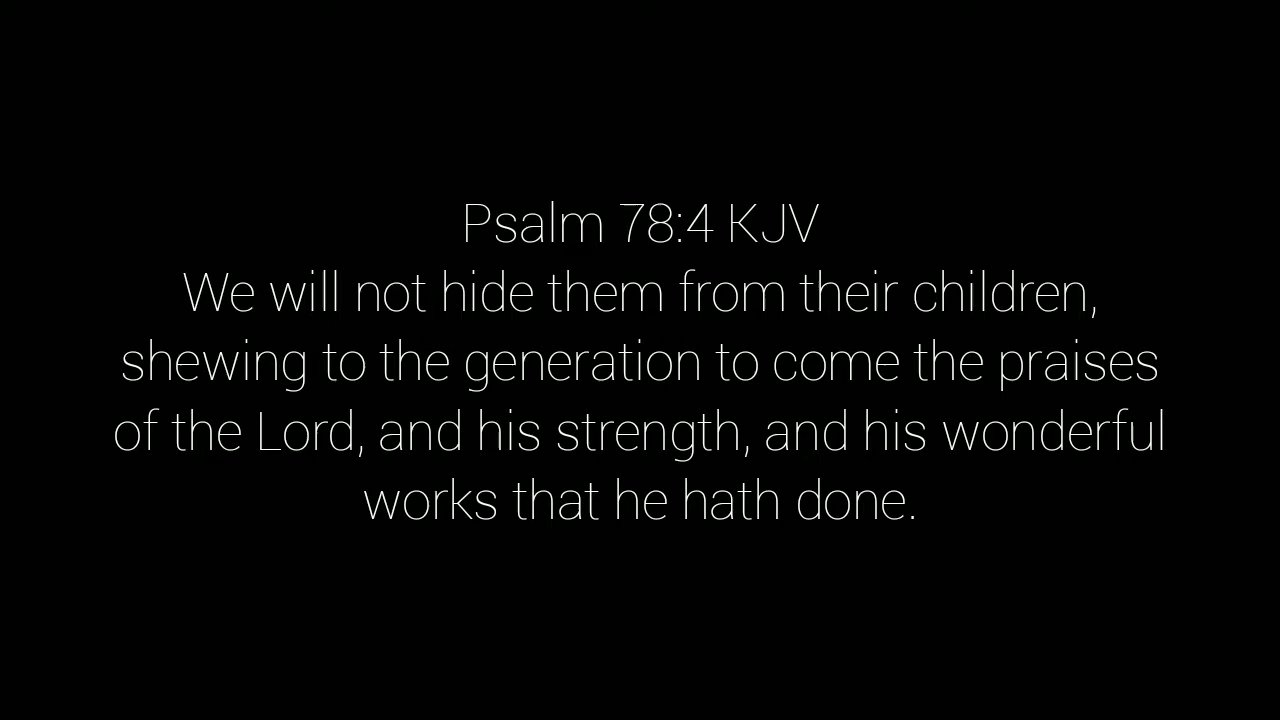 Psalm 78:4 KJV
We will not hide them from their children,
shewing to the generation to come the praises
of the Lord, and his strength, and his wonderful
works that he hath done.